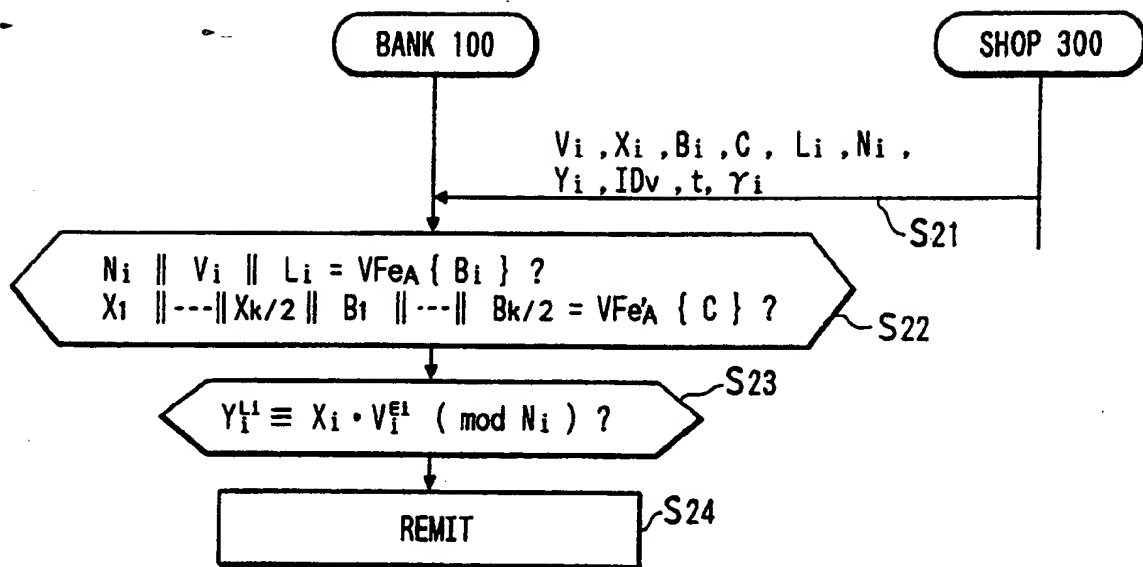 BANK 100
SHOP 300
Vi ,Xi ,Bi ,C , Li ,Ni ,
Yi ,IDv ,t, γi
S21
Ni ‖ Vi ‖ Li = VFeA { Bi } ?
X1 ‖---‖ Xk/2 ‖ B1 ‖---‖ Bk/2 = VFe'A { C } ?
S22
S23
Yi^Li ≡ Xi • Vi^Ei ( mod Ni ) ?
REMIT
S24